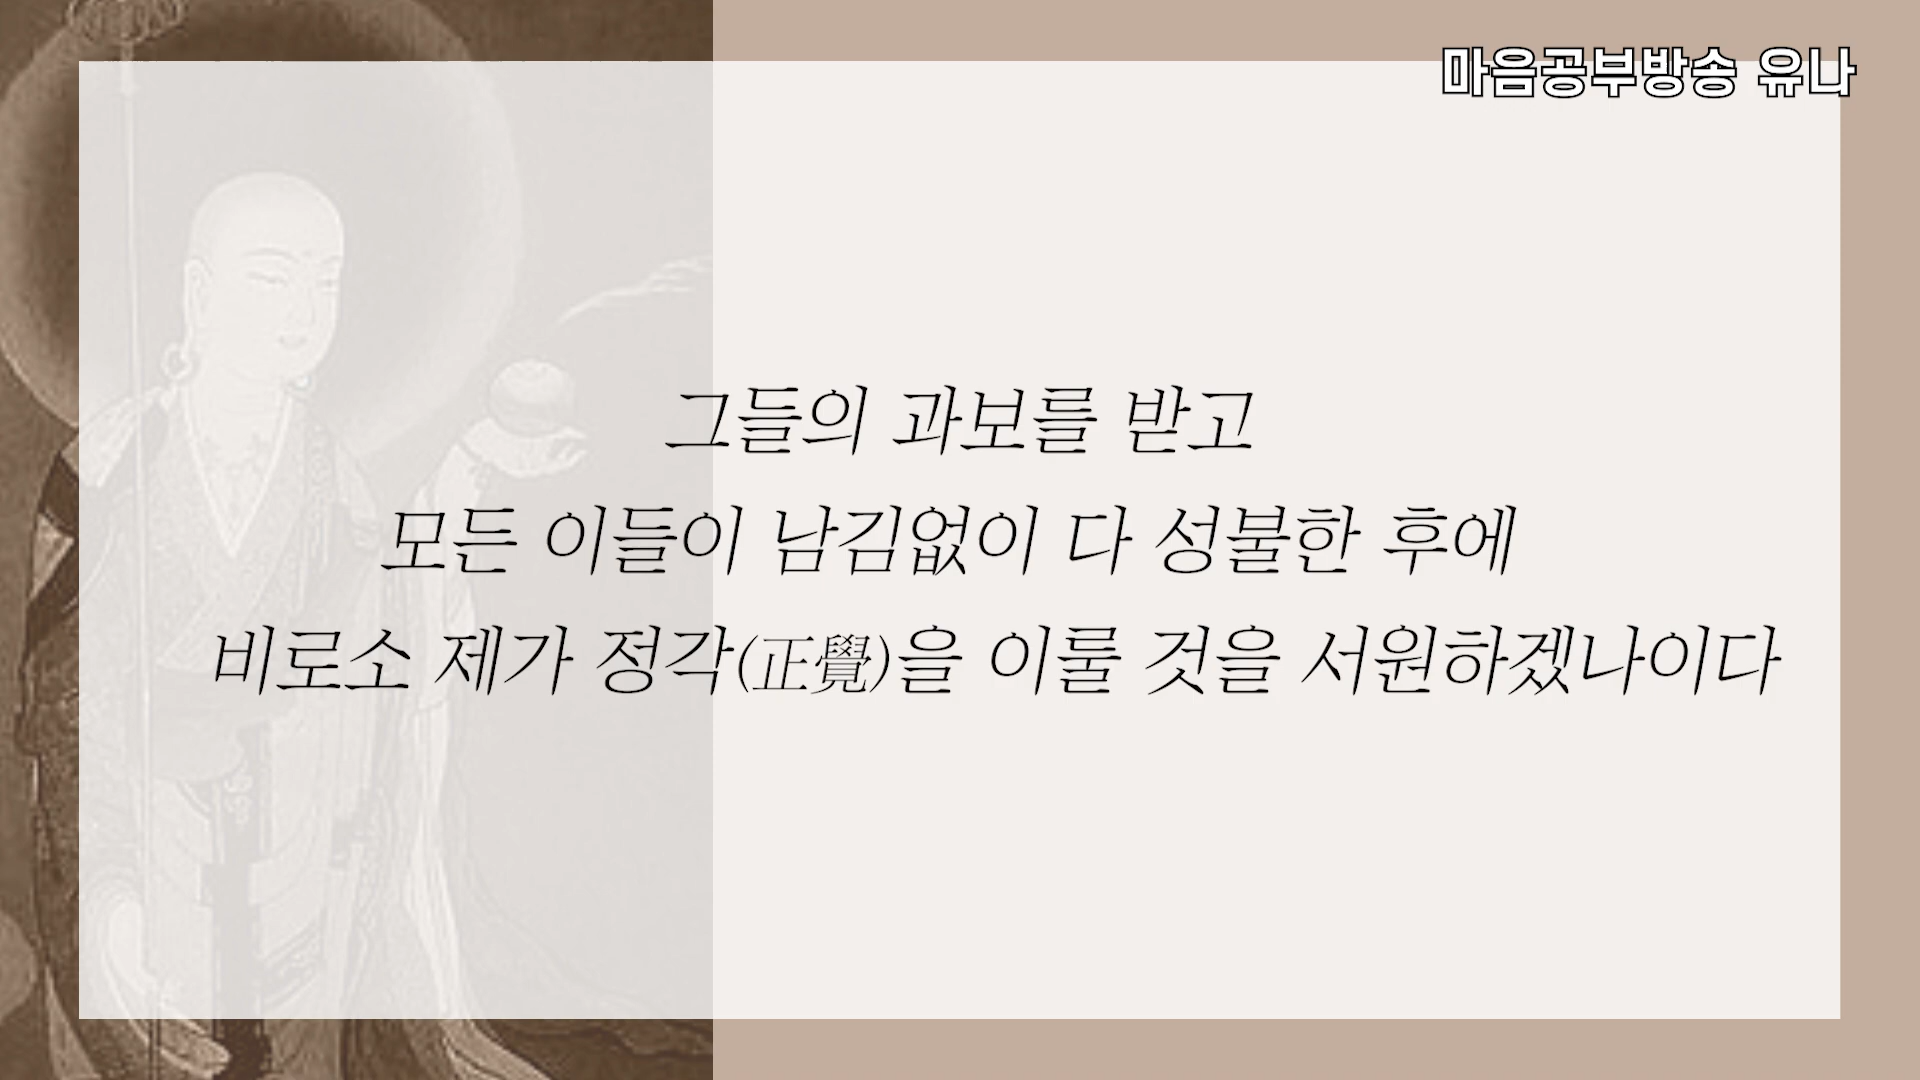 마음공부방송 유나
그들의 과보를 받고
모든 이들이 남김없이 다 성불한 후에
비로소 제가 정각(正覺)을 이룰 것을 서원하겠나이다